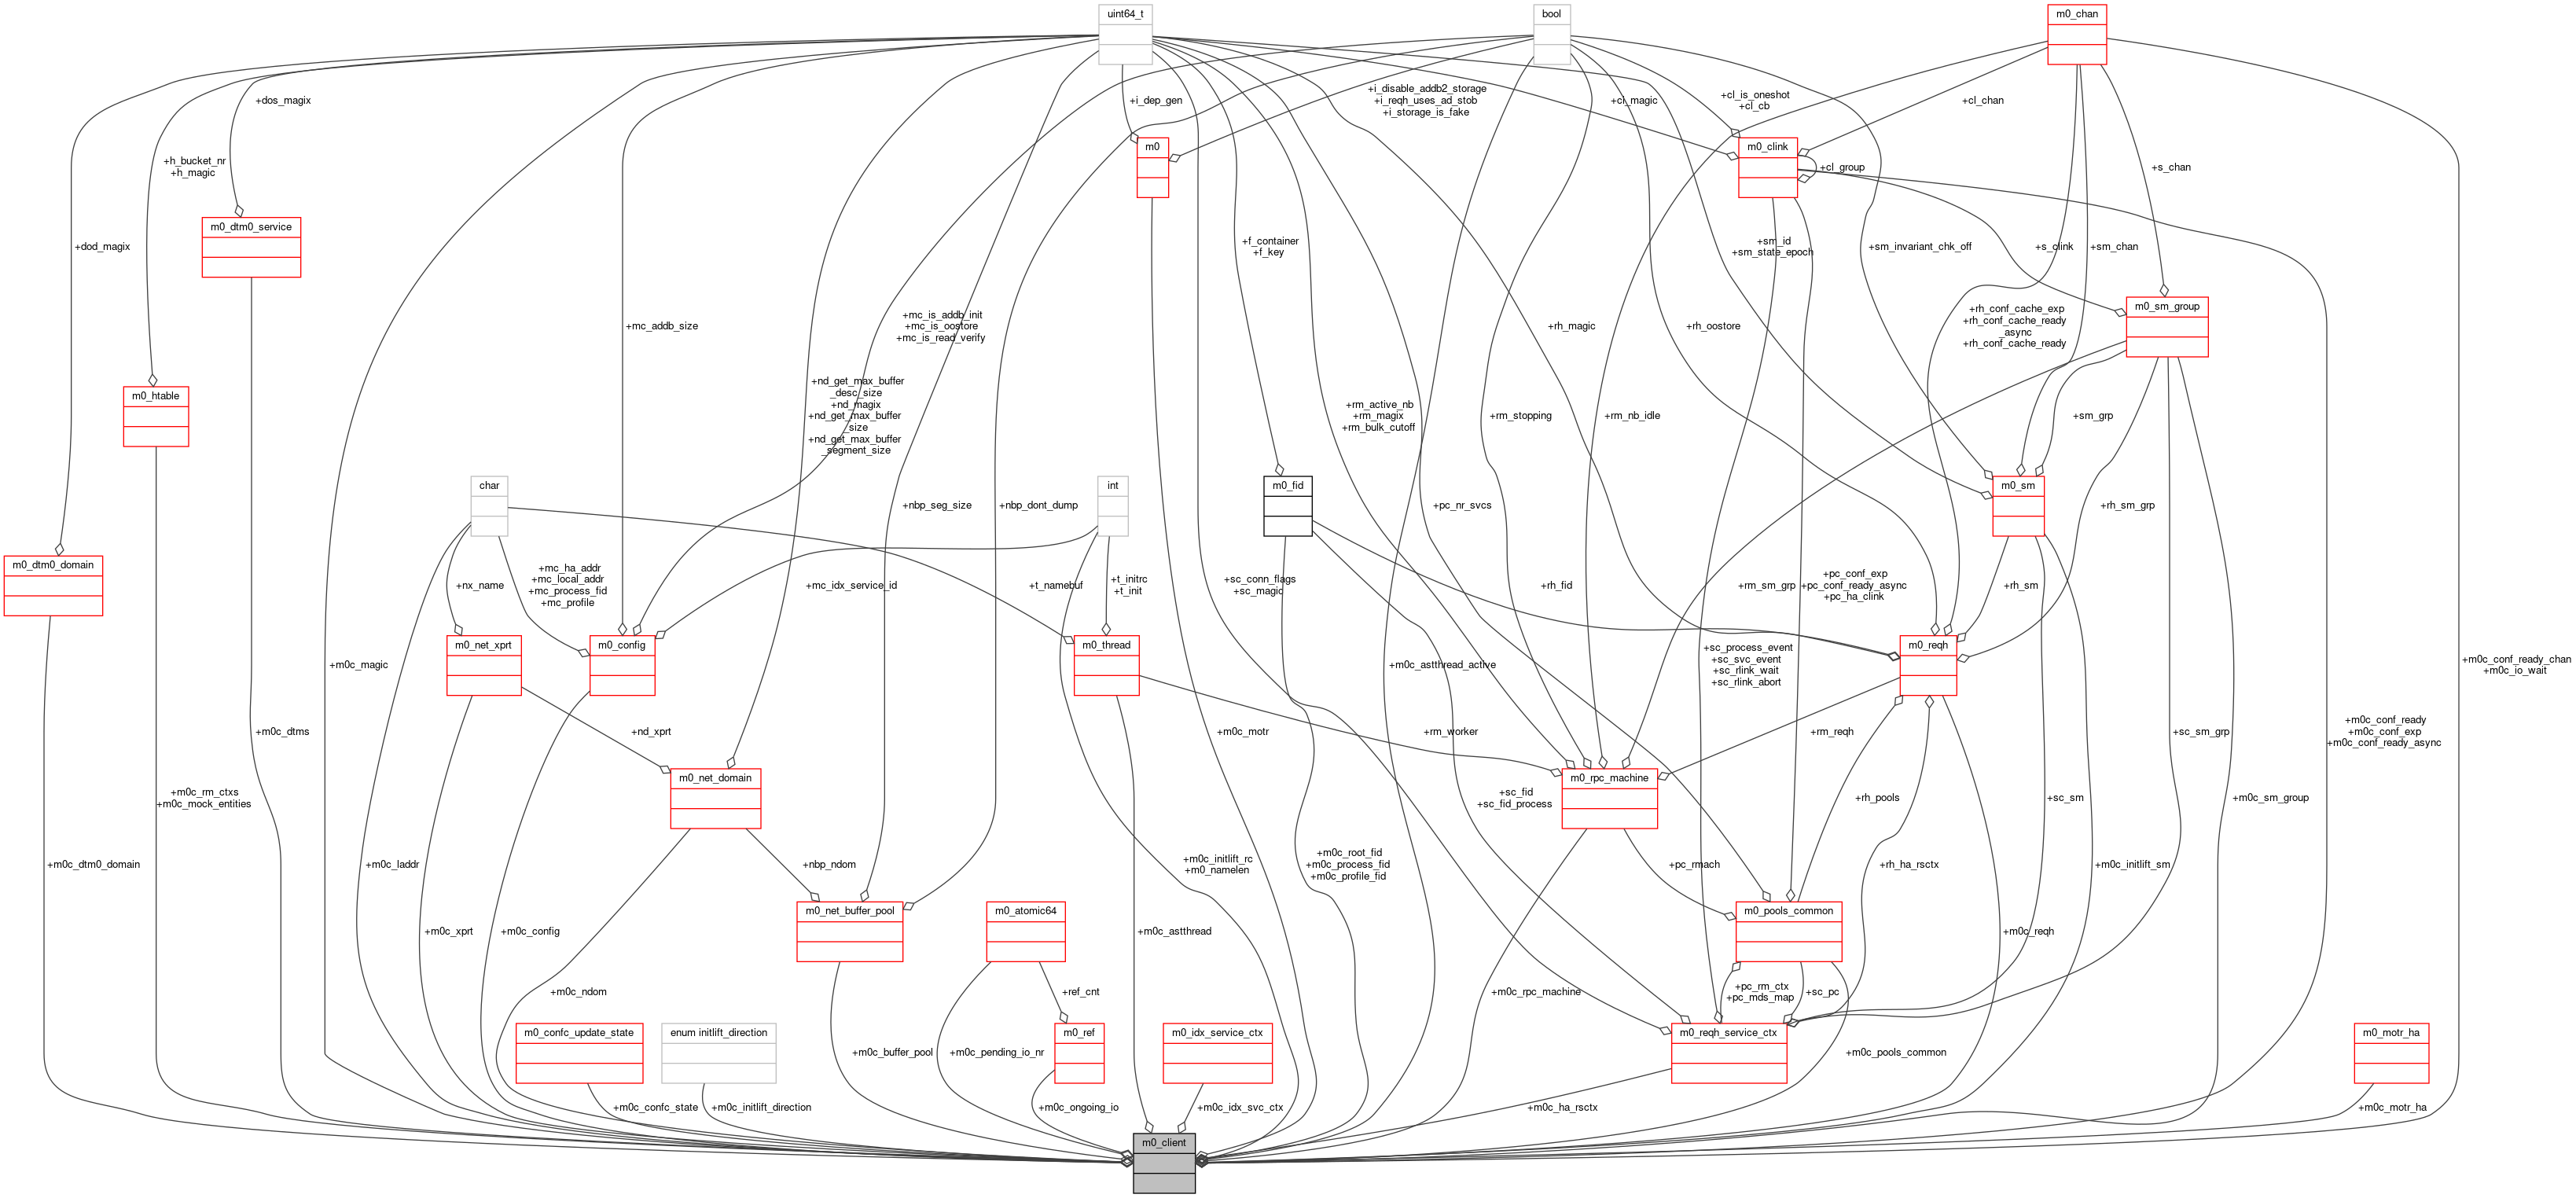 uint64_t
bool
m0_chan
+i_disable_addb2_storage
+i_reqh_uses_ad_stob
+i_storage_is_fake
+cl_is_oneshot
+cl_cb
+dos_magix
+i_dep_gen
+cl_magic
+cl_chan
m0
m0_clink
+h_bucket_nr
+h_magic
+cl_group
+s_chan
m0_dtm0_service
+dod_magix
+f_container
+f_key
+sm_id
+sm_state_epoch
+sm_invariant_chk_off
+s_clink
+sm_chan
m0_sm_group
+mc_addb_size
+mc_is_addb_init
+mc_is_oostore
+mc_is_read_verify
+rh_magic
+rh_oostore
+rh_conf_cache_exp
+rh_conf_cache_ready
_async
+rh_conf_cache_ready
m0_htable
+nd_get_max_buffer
_desc_size
+nd_magix
+nd_get_max_buffer
_size
+nd_get_max_buffer
_segment_size
+rm_active_nb
+rm_magix
+rm_bulk_cutoff
+rm_stopping
+rm_nb_idle
+sm_grp
char
int
m0_fid
m0_sm
+nbp_seg_size
+nbp_dont_dump
+pc_nr_svcs
+rh_sm_grp
m0_dtm0_domain
+nx_name
+mc_ha_addr
+mc_local_addr
+mc_process_fid
+mc_profile
+mc_idx_service_id
+t_namebuf
+t_initrc
+t_init
+sc_conn_flags
+sc_magic
+rh_fid
+rm_sm_grp
+pc_conf_exp
+pc_conf_ready_async
+pc_ha_clink
+rh_sm
m0_net_xprt
m0_config
m0_thread
m0_reqh
+m0c_magic
+m0c_astthread_active
+sc_process_event
+sc_svc_event
+sc_rlink_wait
+sc_rlink_abort
+m0c_conf_ready_chan
+m0c_io_wait
+m0c_dtms
+nd_xprt
+m0c_motr
+rm_worker
+rm_reqh
+sc_sm_grp
+m0c_conf_ready
+m0c_conf_exp
+m0c_conf_ready_async
m0_net_domain
m0_rpc_machine
+m0c_rm_ctxs
+m0c_mock_entities
+sc_fid
+sc_fid_process
+rh_pools
+sc_sm
+m0c_sm_group
+m0c_dtm0_domain
+m0c_laddr
+nbp_ndom
+m0c_initlift_rc
+m0_namelen
+m0c_root_fid
+m0c_process_fid
+m0c_profile_fid
+pc_rmach
+rh_ha_rsctx
+m0c_initlift_sm
m0_net_buffer_pool
m0_atomic64
m0_pools_common
+m0c_xprt
+m0c_config
+m0c_astthread
+m0c_reqh
+m0c_ndom
+ref_cnt
+m0c_rpc_machine
+pc_rm_ctx
+pc_mds_map
+sc_pc
m0_confc_update_state
enum initlift_direction
m0_ref
m0_idx_service_ctx
m0_reqh_service_ctx
m0_motr_ha
+m0c_buffer_pool
+m0c_pending_io_nr
+m0c_pools_common
+m0c_confc_state
+m0c_initlift_direction
+m0c_ongoing_io
+m0c_idx_svc_ctx
+m0c_ha_rsctx
+m0c_motr_ha
m0_client